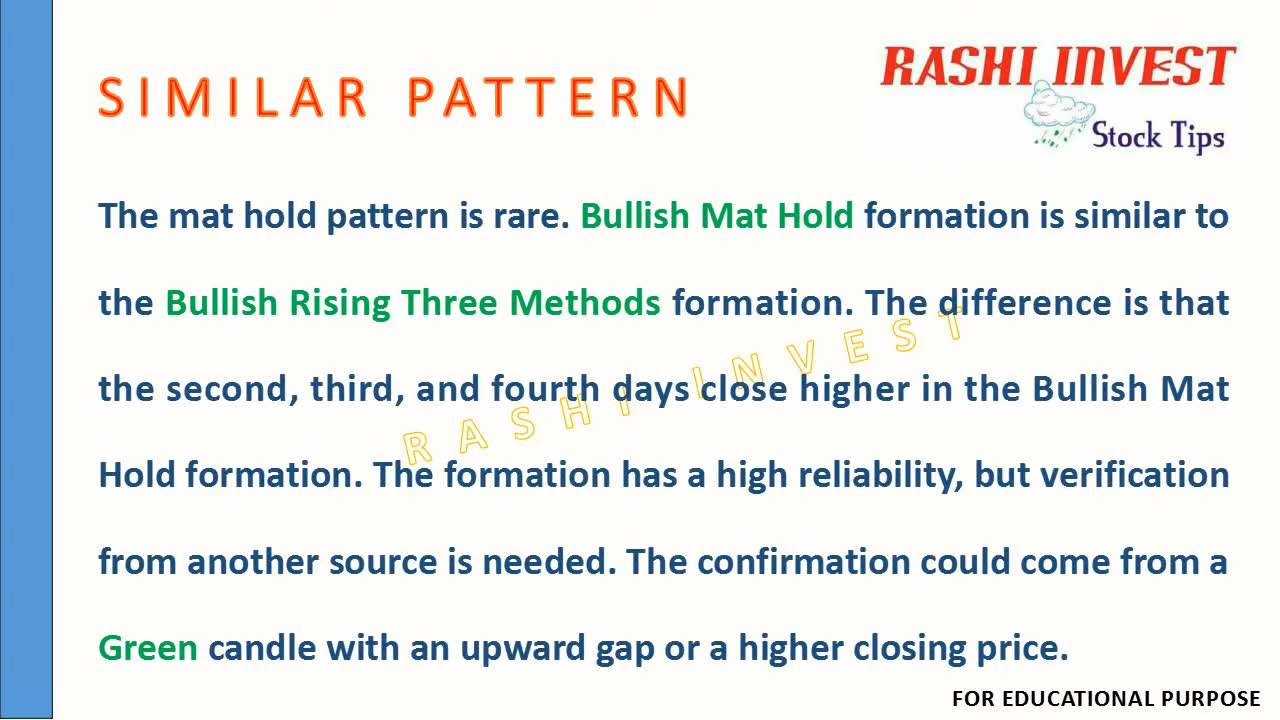 SIMILAR PATTERN
RASHI INVEST
Stock Tips
The mat hold pattern is rare. Bullish Mat Hold formation is similar to
the Bullish Rising Three Methods formation. The difference is that
the second, third, and fourth days close higher in the Bullish Mat
Hold formation. The formation has a high reliability, but verification
from another source is needed. The confirmation could come from a
Green candle with an upward gap or a higher closing price.
RASHI INVEST
FOR EDUCATIONAL PURPOSE